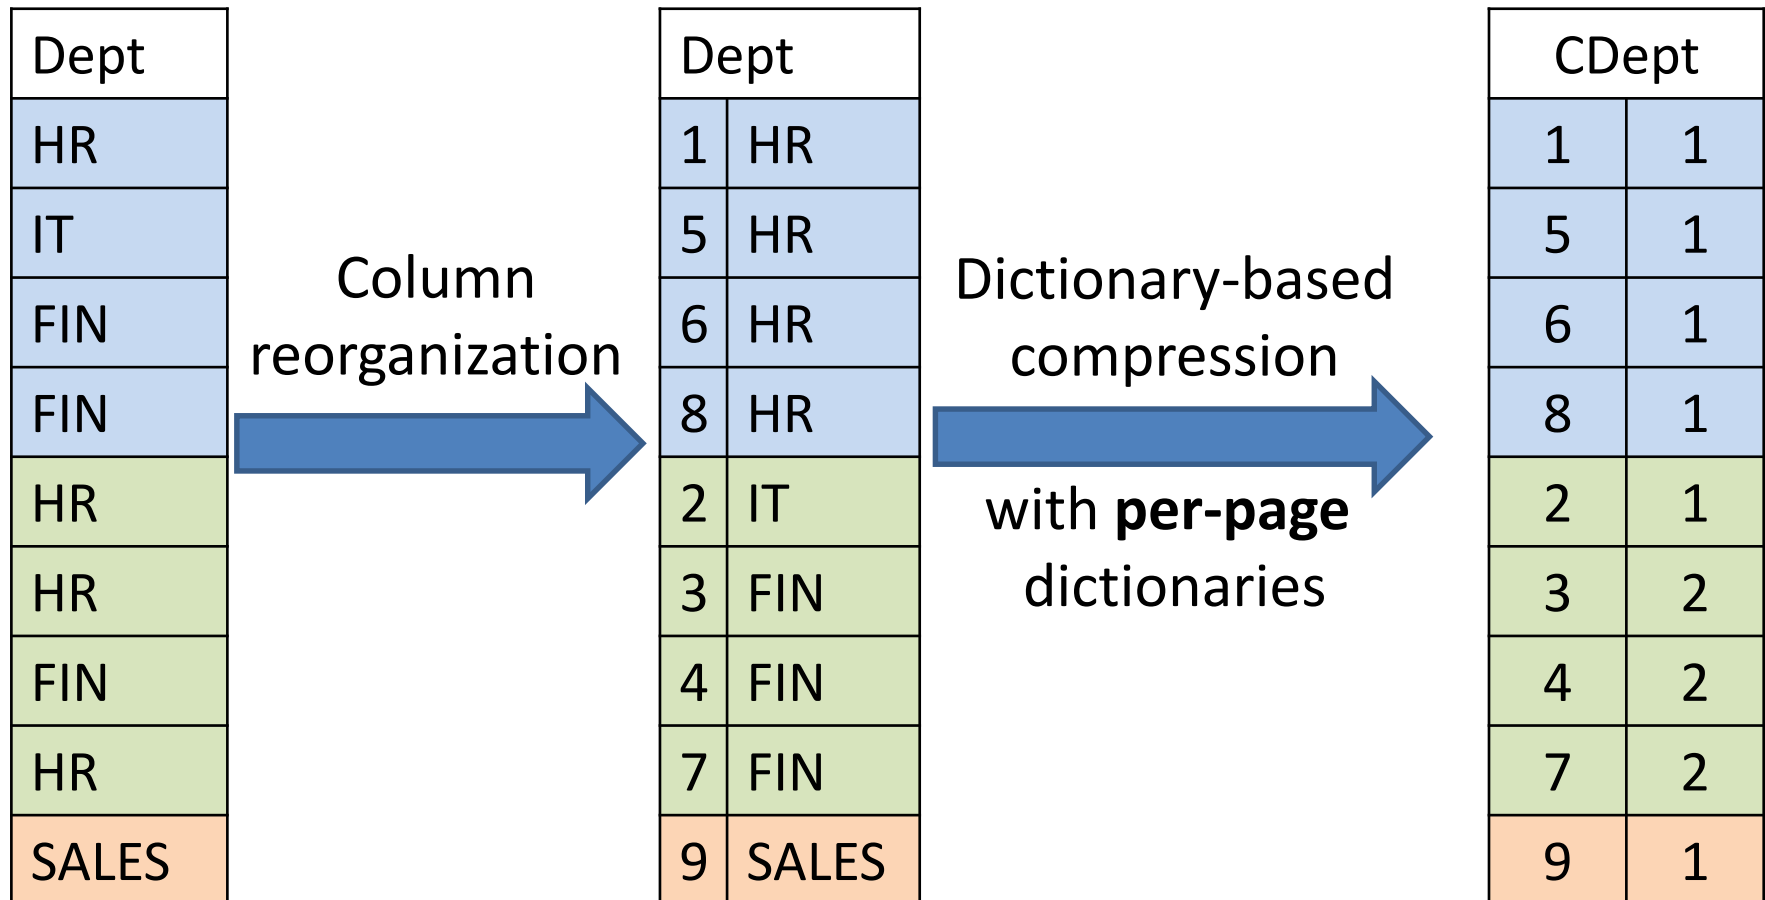 Dept
HR
IT
FIN
FIN
HR
HR
FIN
HR
SALES
Column
reorganization
Dept
1 HR
5 HR
6 HR
8 HR
2 IT
3 FIN
4 FIN
7 FIN
9 SALES
Dictionary-based
compression
with per-page
dictionaries
CDept
1 1
5 1
6 1
8 1
2 1
3 2
4 2
7 2
9 1